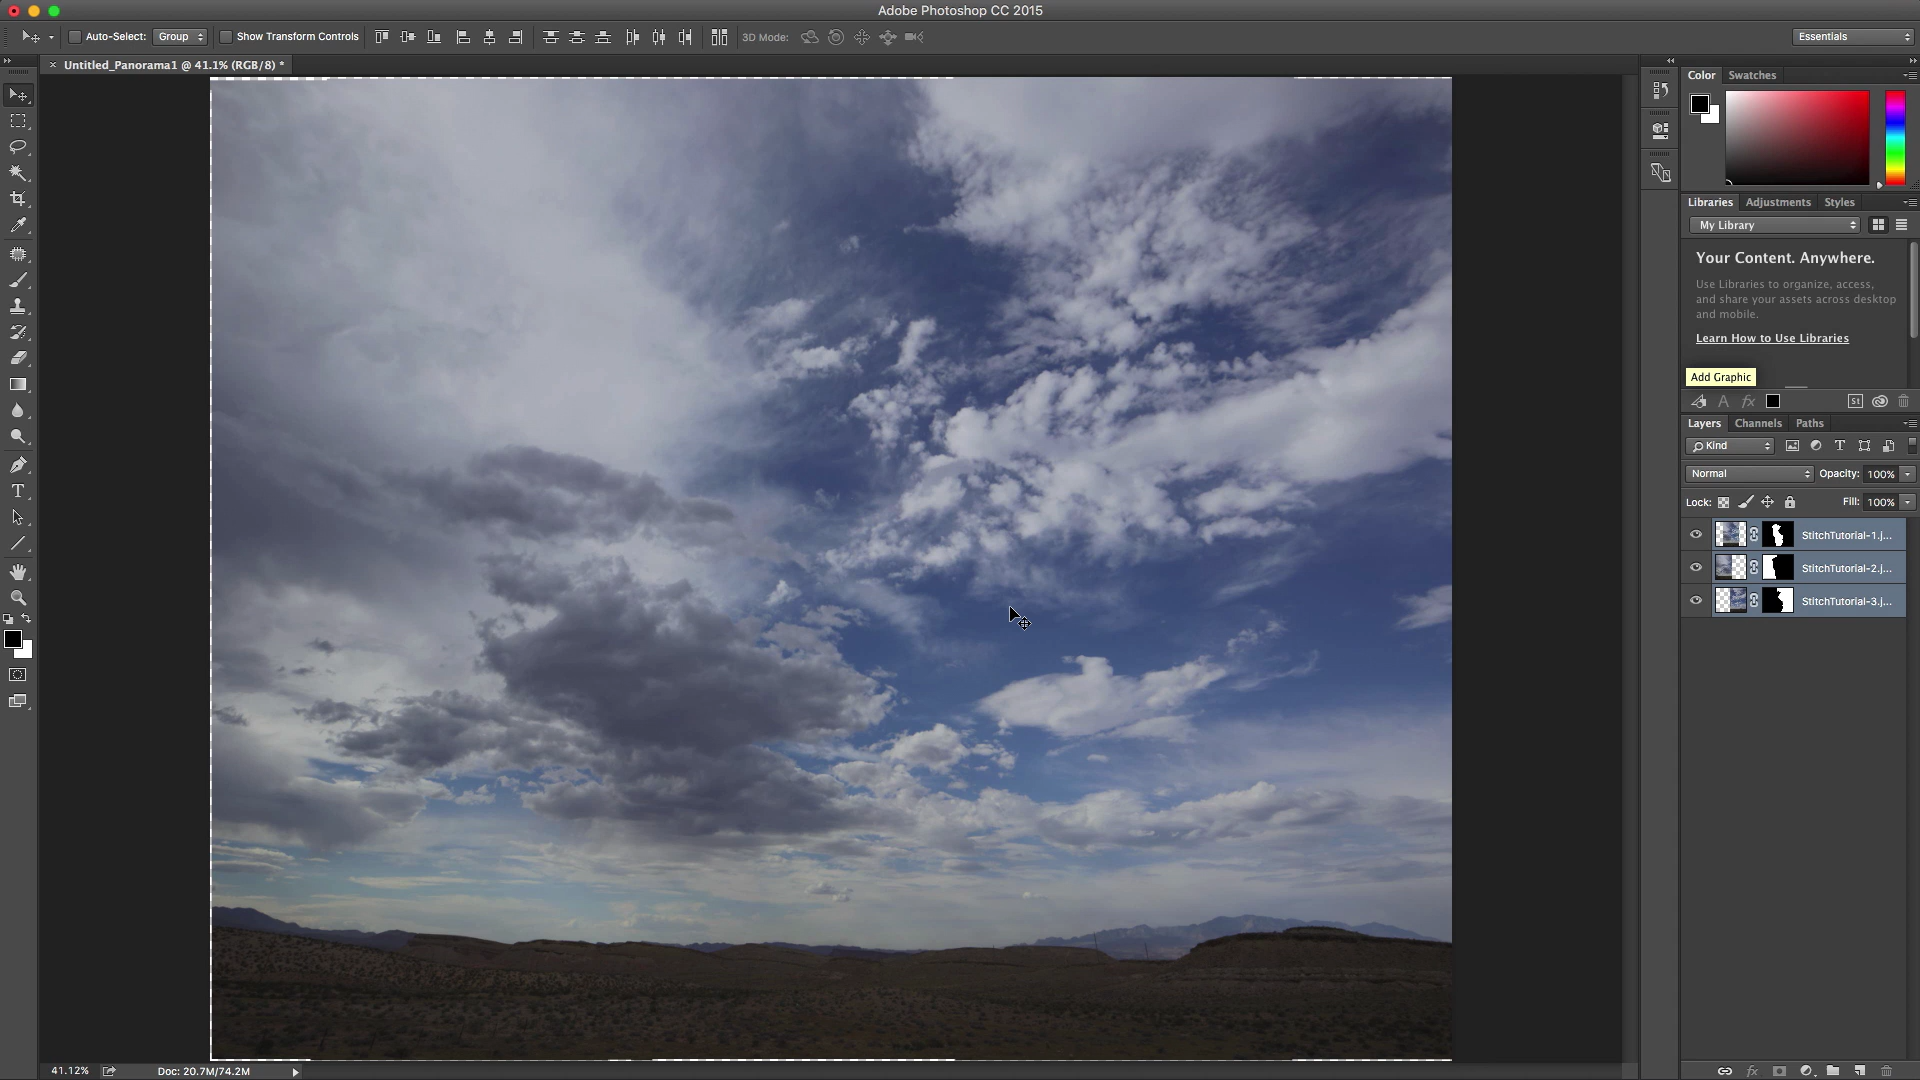 Adobe Photoshop CC 2015
Auto-Select: Group Show Transform Controls 3D Mode: Essentials
× Untitled_Panorama1 @ 41.1% (RGB/8) *
Color Swatches
Libraries Adjustments Styles
My Library
Your Content. Anywhere.
Use Libraries to organize, access,
and share your assets across desktop
and mobile.
Learn How to Use Libraries
Add Graphic
A fx St
Layers Channels Paths
Kind T
Normal Opacity: 100%
Lock: Fill: 100%
StitchTutorial-1.j...
StitchTutorial-2.j...
StitchTutorial-3.j...
T
41.12% Doc: 20.7M/74.2M
fx